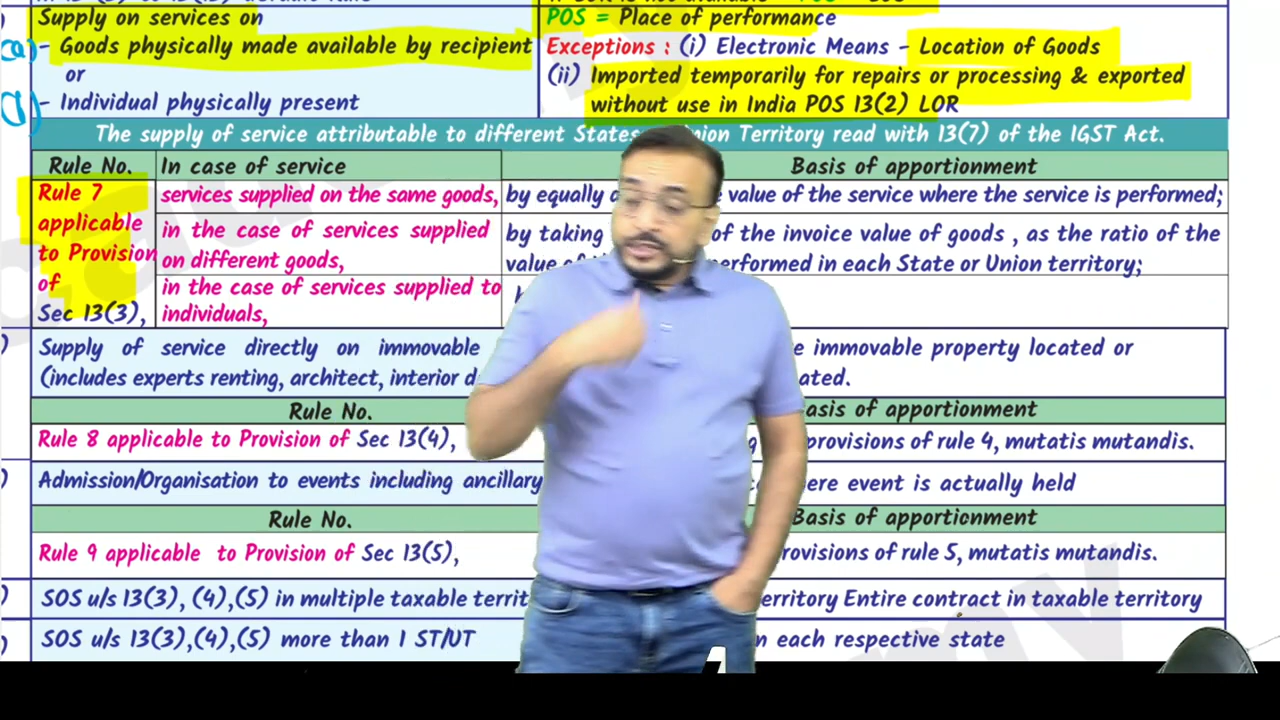 Supply on services on
- Goods physically made available by recipient
or
- Individual physically present
POS = Place of performance
Exceptions : (i) Electronic Means - Location of Goods
(ii) Imported temporarily for repairs or processing & exported
without use in India POS 13(2) LOR
The supply of service attributable to different States Union Territory read with 13(7) of the IGST Act.
Rule No. In case of service Basis of apportionment
Rule 7
applicable
to Provision
of
Sec 13(3),
services supplied on the same goods, by equally value of the service where the service is performed;
in the case of services supplied
on different goods,
by taking of the invoice value of goods , as the ratio of the
value of performed in each State or Union territory;
in the case of services supplied to
individuals,
Supply of service directly on immovable immovable property located or
(includes experts renting, architect, interior
Rule No. Basis of apportionment
Rule 8 applicable to Provision of Sec 13(4), provisions of rule 4, mutatis mutandis.
Admission/Organisation to events including ancillary where event is actually held
Rule No. Basis of apportionment
Rule 9 applicable to Provision of Sec 13(5), provisions of rule 5, mutatis mutandis.
SOS u/s 13(3), (4),(5) in multiple taxable territory Entire contract in taxable territory
SOS u/s 13(3),(4),(5) more than 1 ST/UT in each respective state